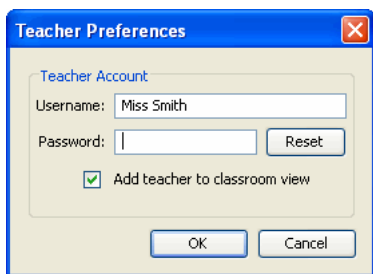 Teacher Preferences
Teacher Account
Username: Miss Smith
Password: Reset
Add teacher to classroom view
OK Cancel